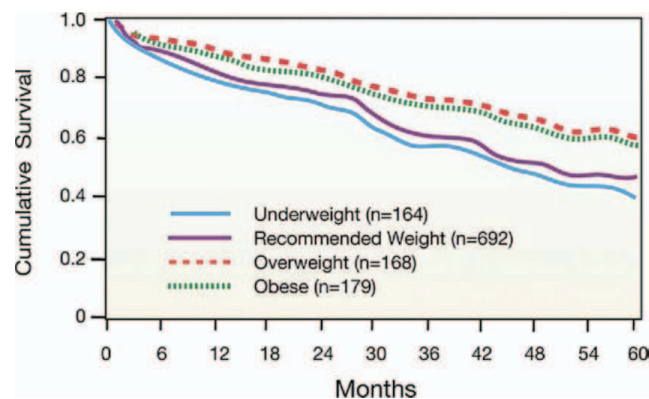 1.0
0.8
0.6
0.4
0.2
0
Cumulative Survival
Underweight (n=164)
Recommended Weight (n=692)
Overweight (n=168)
Obese (n=179)
0 6 12 18 24 30 36 42 48 54 60
Months